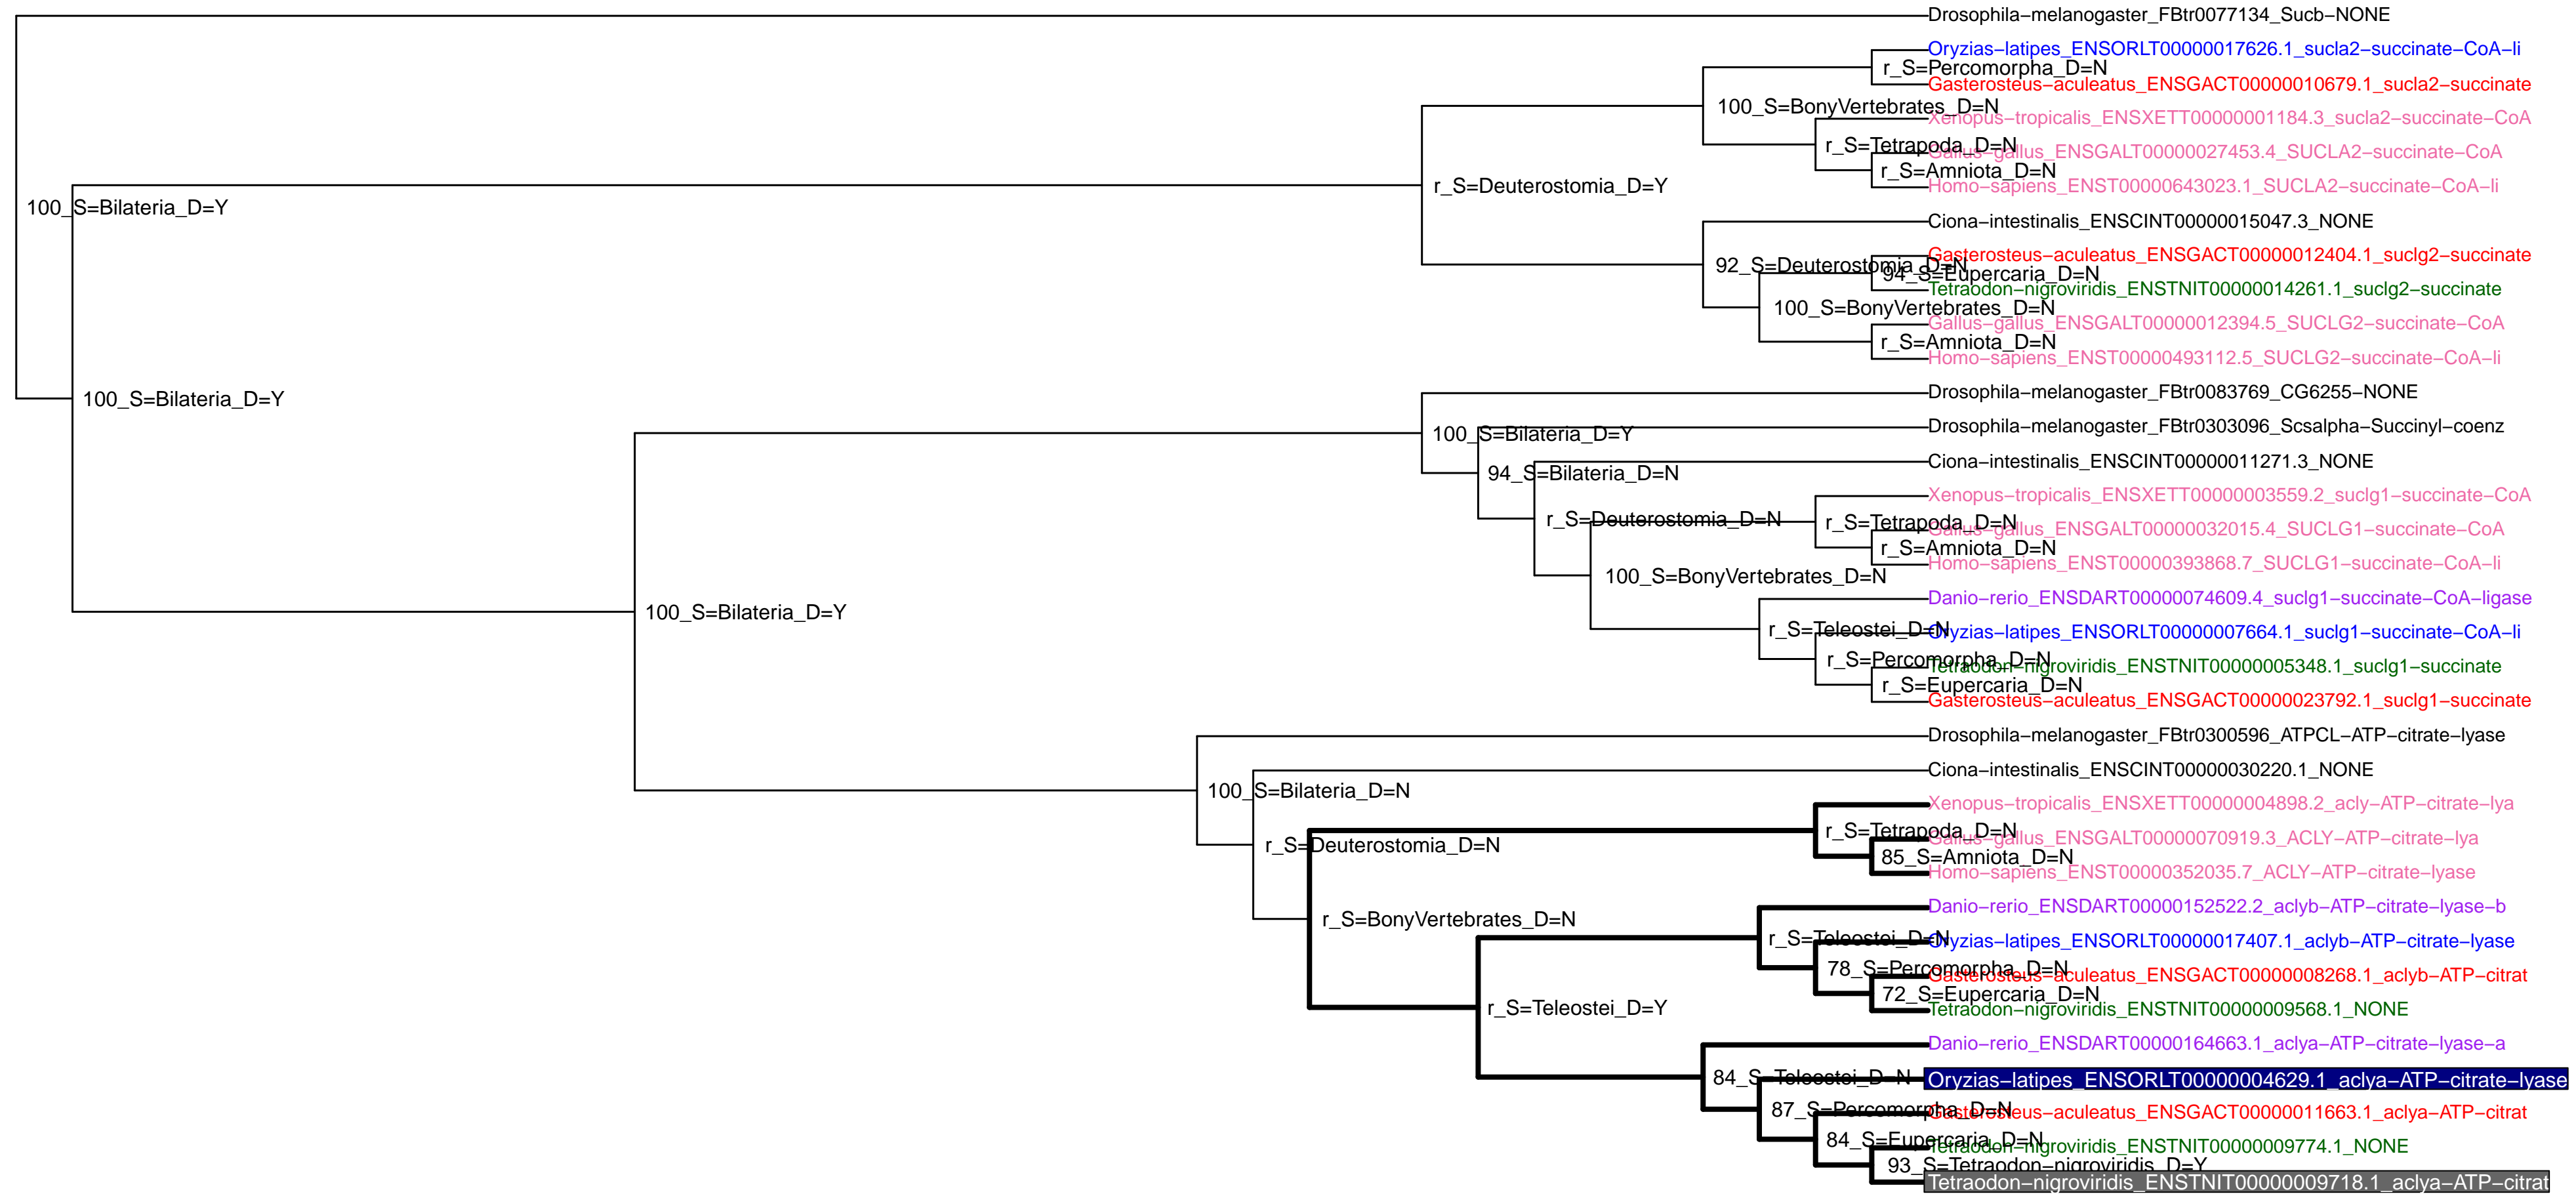 Drosophila−melanogaster_FBtr0077134_Sucb−NONE
Oryzias−latipes_ENSORLT00000017626.1_sucla2−succinate−CoA−li
r_S=Percomorpha_D=N
Gasterosteus−aculeatus_ENSGACT00000010679.1_sucla2−succinate
100_S=BonyVertebrates_D=N
Xenopus−tropicalis_ENSXETT00000001184.3_sucla2−succinate−CoA
r_S=Tetrapoda_D=N
Gallus−gallus_ENSGALT00000027453.4_SUCLA2−succinate−CoA
r_S=Amniota_D=N
r_S=Deuterostomia_D=Y
Homo−sapiens_ENST00000643023.1_SUCLA2−succinate−CoA−li
100_S=Bilateria_D=Y
Ciona−intestinalis_ENSCINT00000015047.3_NONE
Gasterosteus−aculeatus_ENSGACT00000012404.1_suclg2−succinate
92_S=Deuterostomia_D=N
94_S=Eupercaria_D=N
Tetraodon−nigroviridis_ENSTNIT00000014261.1_suclg2−succinate
100_S=BonyVertebrates_D=N
Gallus−gallus_ENSGALT00000012394.5_SUCLG2−succinate−CoA
r_S=Amniota_D=N
Homo−sapiens_ENST00000493112.5_SUCLG2−succinate−CoA−li
Drosophila−melanogaster_FBtr0083769_CG6255−NONE
100_S=Bilateria_D=Y
Drosophila−melanogaster_FBtr0303096_Scsalpha−Succinyl−coenz
100_S=Bilateria_D=Y
Ciona−intestinalis_ENSCINT00000011271.3_NONE
94_S=Bilateria_D=N
Xenopus−tropicalis_ENSXETT00000003559.2_suclg1−succinate−CoA
r_S=Deuterostomia_D=N
r_S=Tetrapoda_D=N
Gallus−gallus_ENSGALT00000032015.4_SUCLG1−succinate−CoA
r_S=Amniota_D=N
Homo−sapiens_ENST00000393868.7_SUCLG1−succinate−CoA−li
100_S=BonyVertebrates_D=N
Danio−rerio_ENSDART00000074609.4_suclg1−succinate−CoA−ligase
100_S=Bilateria_D=Y
r_S=Teleostei_D=N
Oryzias−latipes_ENSORLT00000007664.1_suclg1−succinate−CoA−li
r_S=Percomorpha_D=N
Tetraodon−nigroviridis_ENSTNIT00000005348.1_suclg1−succinate
r_S=Eupercaria_D=N
Gasterosteus−aculeatus_ENSGACT00000023792.1_suclg1−succinate
Drosophila−melanogaster_FBtr0300596_ATPCL−ATP−citrate−lyase
Ciona−intestinalis_ENSCINT00000030220.1_NONE
100_S=Bilateria_D=N
Xenopus−tropicalis_ENSXETT00000004898.2_acly−ATP−citrate−lya
r_S=Tetrapoda_D=N
Gallus−gallus_ENSGALT00000070919.3_ACLY−ATP−citrate−lya
r_S=Deuterostomia_D=N
85_S=Amniota_D=N
Homo−sapiens_ENST00000352035.7_ACLY−ATP−citrate−lyase
Danio−rerio_ENSDART00000152522.2_aclyb−ATP−citrate−lyase−b
r_S=BonyVertebrates_D=N
r_S=Teleostei_D=N
Oryzias−latipes_ENSORLT00000017407.1_aclyb−ATP−citrate−lyase
78_S=Percomorpha_D=N
Gasterosteus−aculeatus_ENSGACT00000008268.1_aclyb−ATP−citrat
72_S=Eupercaria_D=N
r_S=Teleostei_D=Y
Tetraodon−nigroviridis_ENSTNIT00000009568.1_NONE
Danio−rerio_ENSDART00000164663.1_aclya−ATP−citrate−lyase−a
84_S=Teleostei_D=N
Oryzias−latipes_ENSORLT00000004629.1_aclya−ATP−citrate−lyase
87_S=Percomorpha_D=N
Gasterosteus−aculeatus_ENSGACT00000011663.1_aclya−ATP−citrat
84_S=Eupercaria_D=N
Tetraodon−nigroviridis_ENSTNIT00000009774.1_NONE
93_S=Tetraodon−nigroviridis_D=Y
Tetraodon−nigroviridis_ENSTNIT00000009718.1_aclya−ATP−citrat